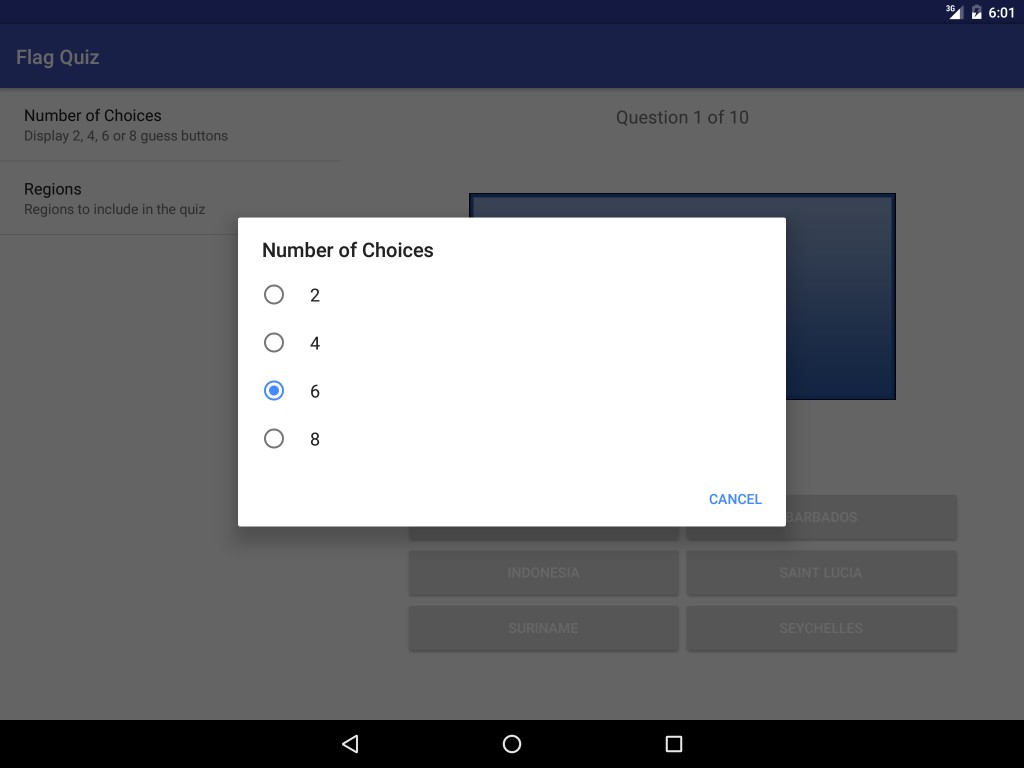 3G 6:01
Flag Quiz
Number of Choices
Display 2, 4, 6 or 8 guess buttons
Regions
Regions to include in the quiz
Question 1 of 10
Number of Choices
2
4
6
8
CANCEL
BARBADOS
INDONESIA
SAINT LUCIA
SURINAME
SEYCHELLES